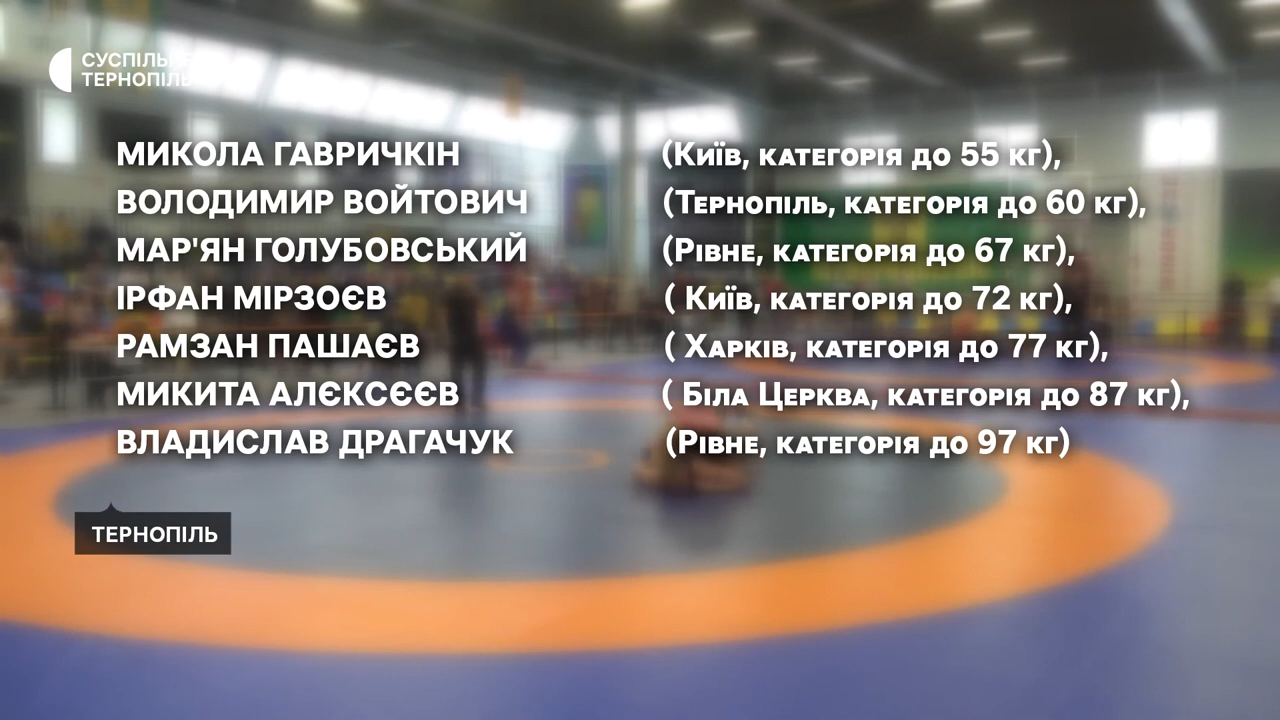 СУСПІЛЬНЕ
ТЕРНОПІЛЬ
МИКОЛА ГАВРИЧКІН (Київ, категорія до 55 кг),
ВОЛОДИМИР ВОЙТОВИЧ (Тернопіль, категорія до 60 кг),
МАР'ЯН ГОЛУБОВСЬКИЙ (Рівне, категорія до 67 кг),
ІРФАН МІРЗОЄВ ( Київ, категорія до 72 кг),
РАМЗАН ПАШАЄВ ( Харків, категорія до 77 кг),
МИКИТА АЛЄКСЄЄВ ( Біла Церква, категорія до 87 кг),
ВЛАДИСЛАВ ДРАГАЧУК (Рівне, категорія до 97 кг)
ТЕРНОПІЛЬ